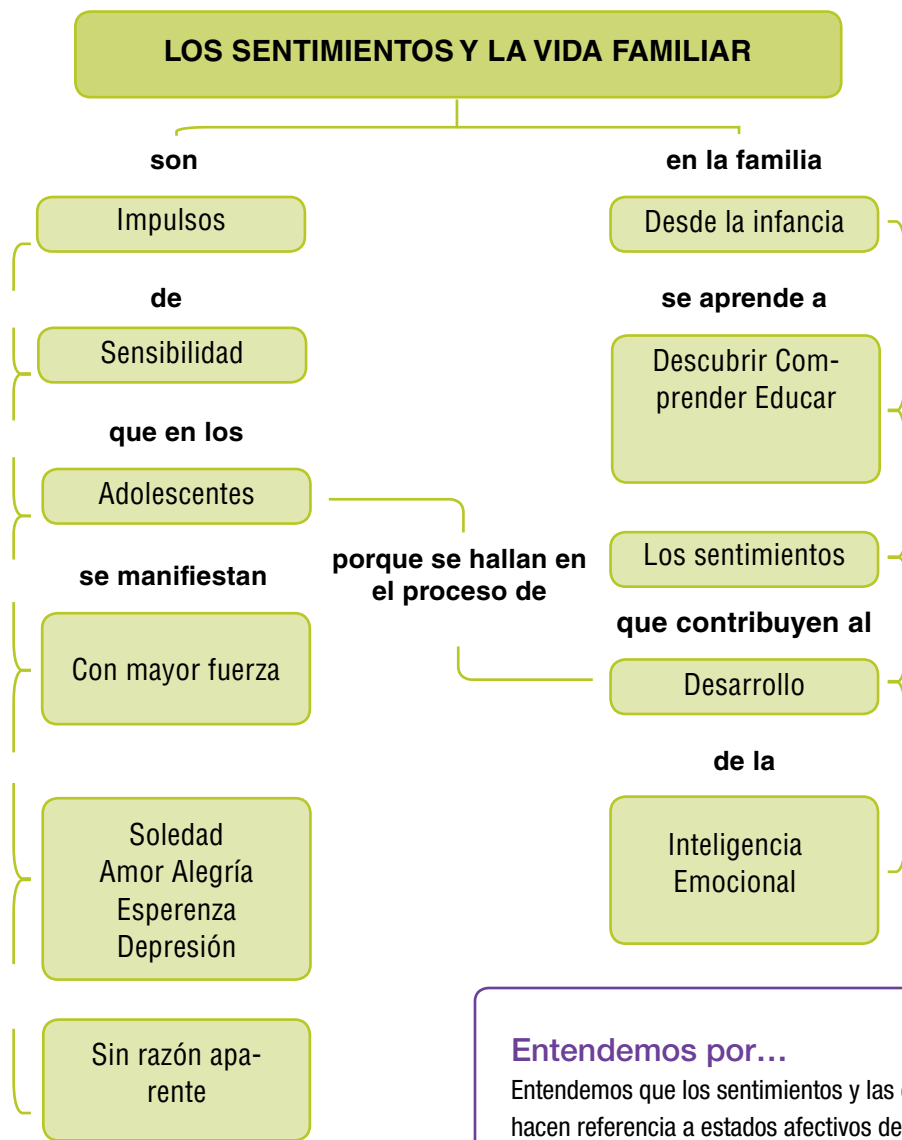 LOS SENTIMIENTOS Y LA VIDA FAMILIAR
son
Impulsos
de
Sensibilidad
que en los
Adolescentes
se manifiestan
Con mayor fuerza
Soledad
Amor Alegría
Esperenza
Depresión
Sin razón apa-
rente
porque se hallan en
el proceso de
en la familia
Desde la infancia
se aprende a
Descubrir Com-
prender Educar
Los sentimientos
que contribuyen al
Desarrollo
de la
Inteligencia
Emocional
Entendemos por...
Entendemos que los sentimientos y las
hacen referencia a estados afectivos de